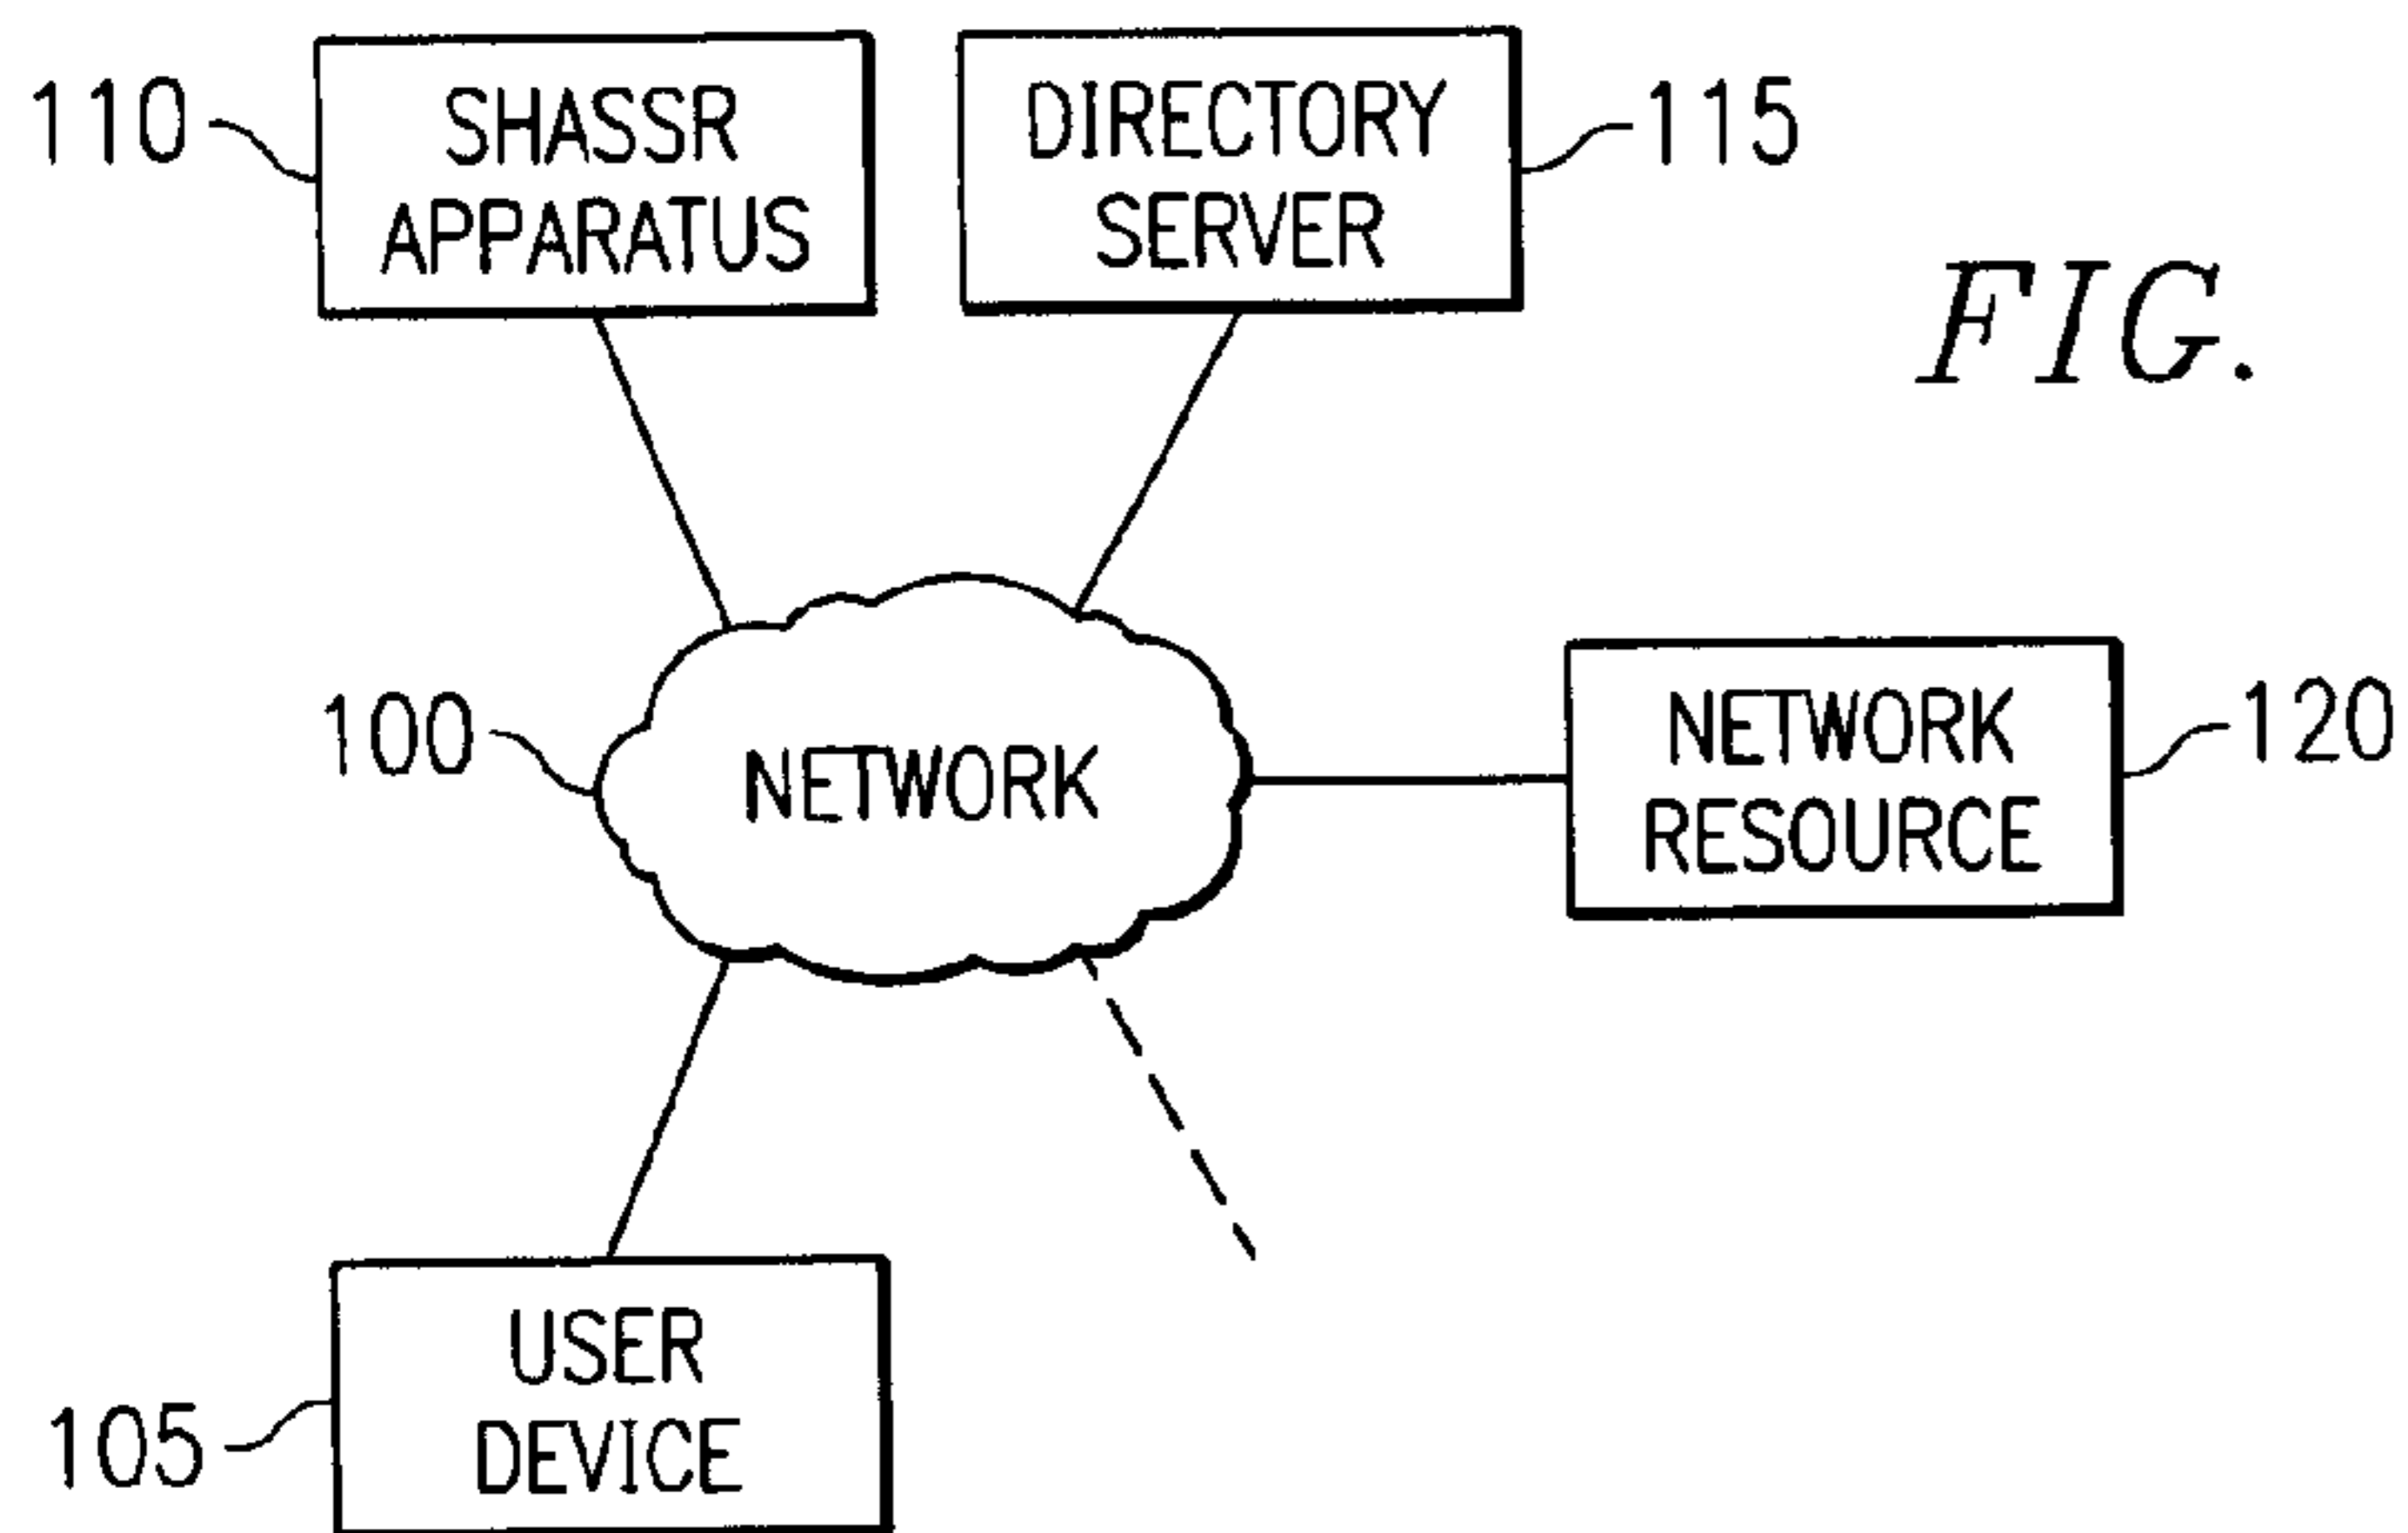 110
SHASSR
APPARATUS
DIRECTORY
SERVER
115
FIG.
100
NETWORK
NETWORK
RESOURCE
120
USER
DEVICE
105